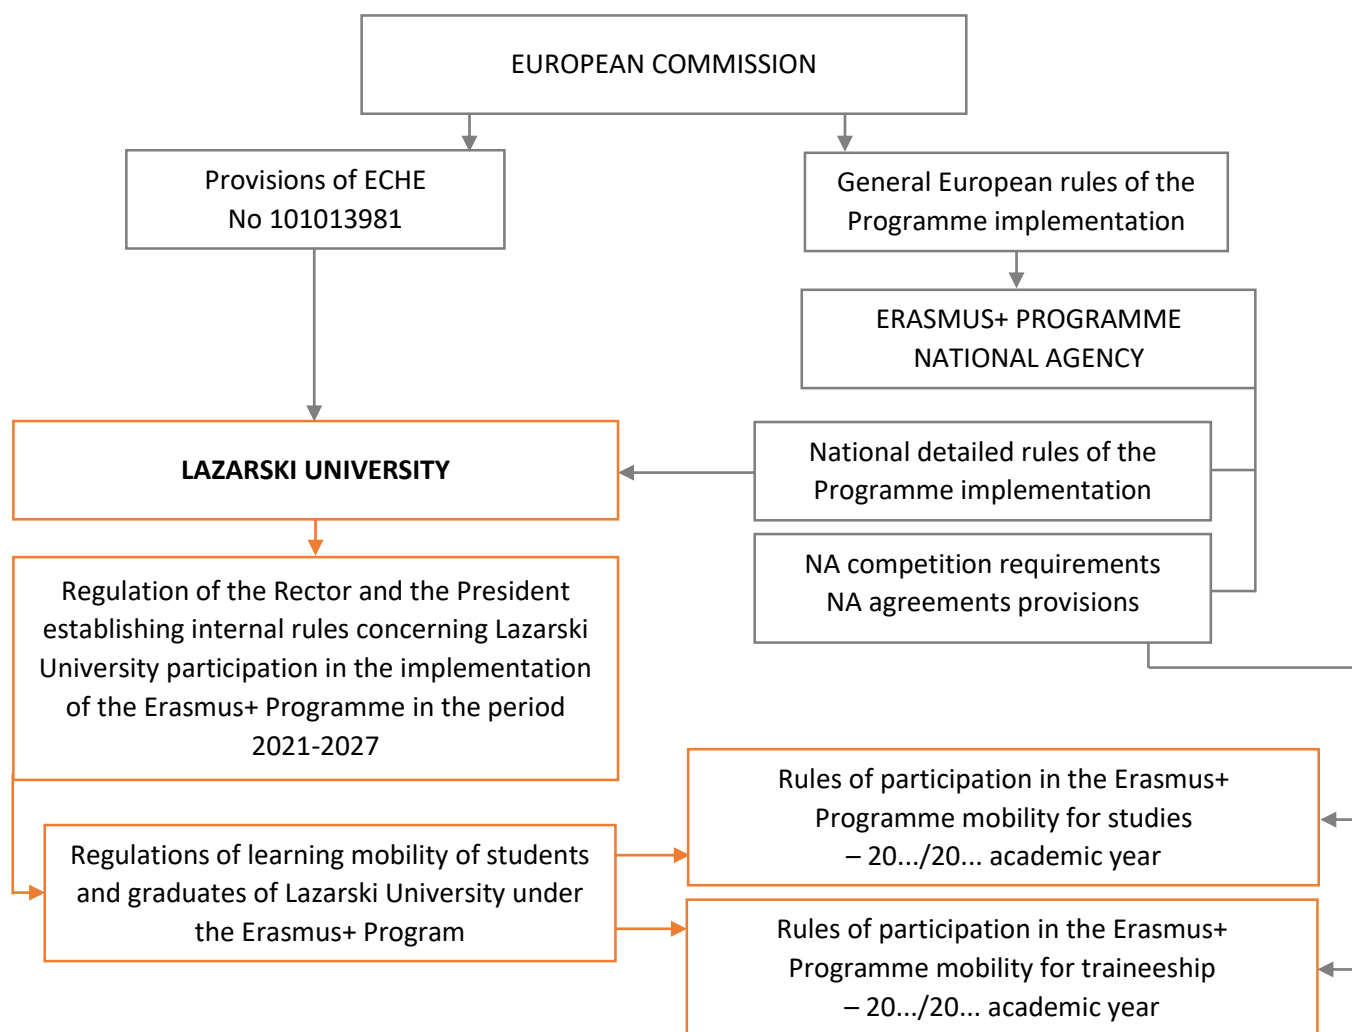 EUROPEAN COMMISSION
Provisions of ECHE
No 101013981
General European rules of the
Programme implementation
ERASMUS+ PROGRAMME
NATIONAL AGENCY
LAZARSKI UNIVERSITY
National detailed rules of the
Programme implementation
NA competition requirements
NA agreements provisions
Regulation of the Rector and the President
establishing internal rules concerning Lazarski
University participation in the implementation
of the Erasmus+ Programme in the period
2021-2027
Rules of participation in the Erasmus+
Programme mobility for studies
– 20.../20... academic year
Regulations of learning mobility of students
and graduates of Lazarski University under
the Erasmus+ Program
Rules of participation in the Erasmus+
Programme mobility for traineeship
– 20.../20... academic year